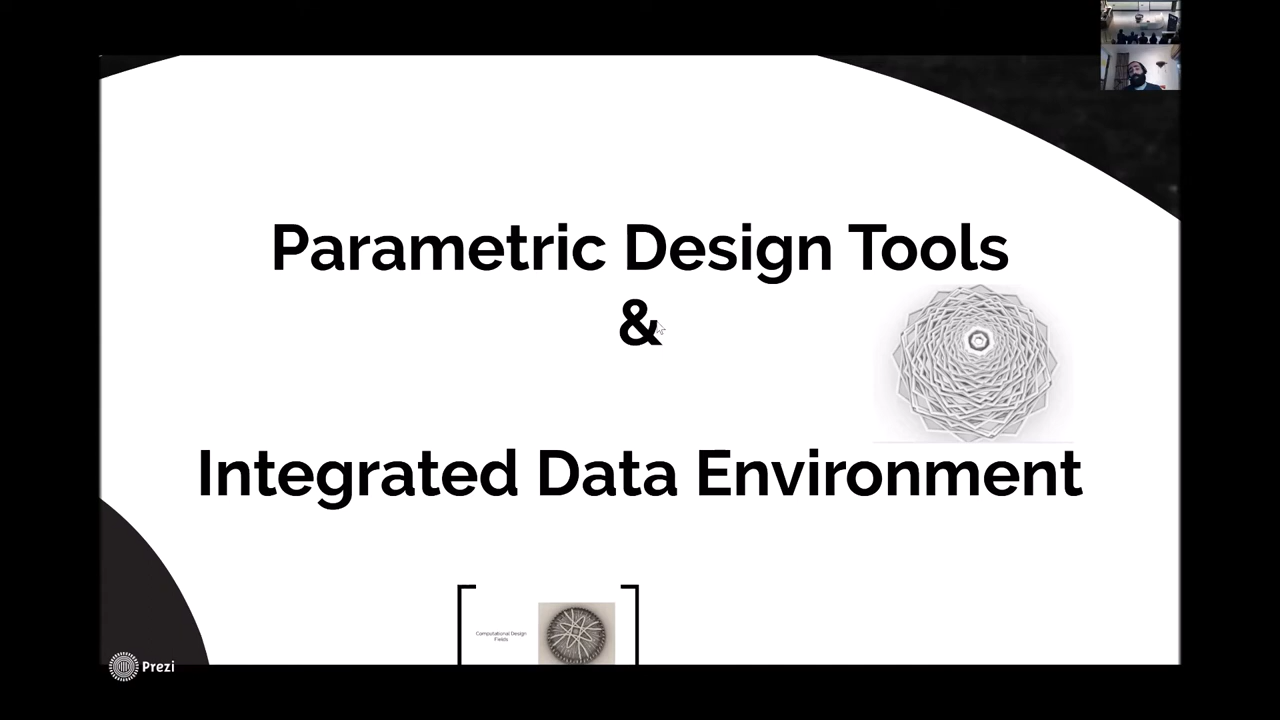 Parametric Design Tools
&
Integrated Data Environment
Computational Design
Fields
Prezi